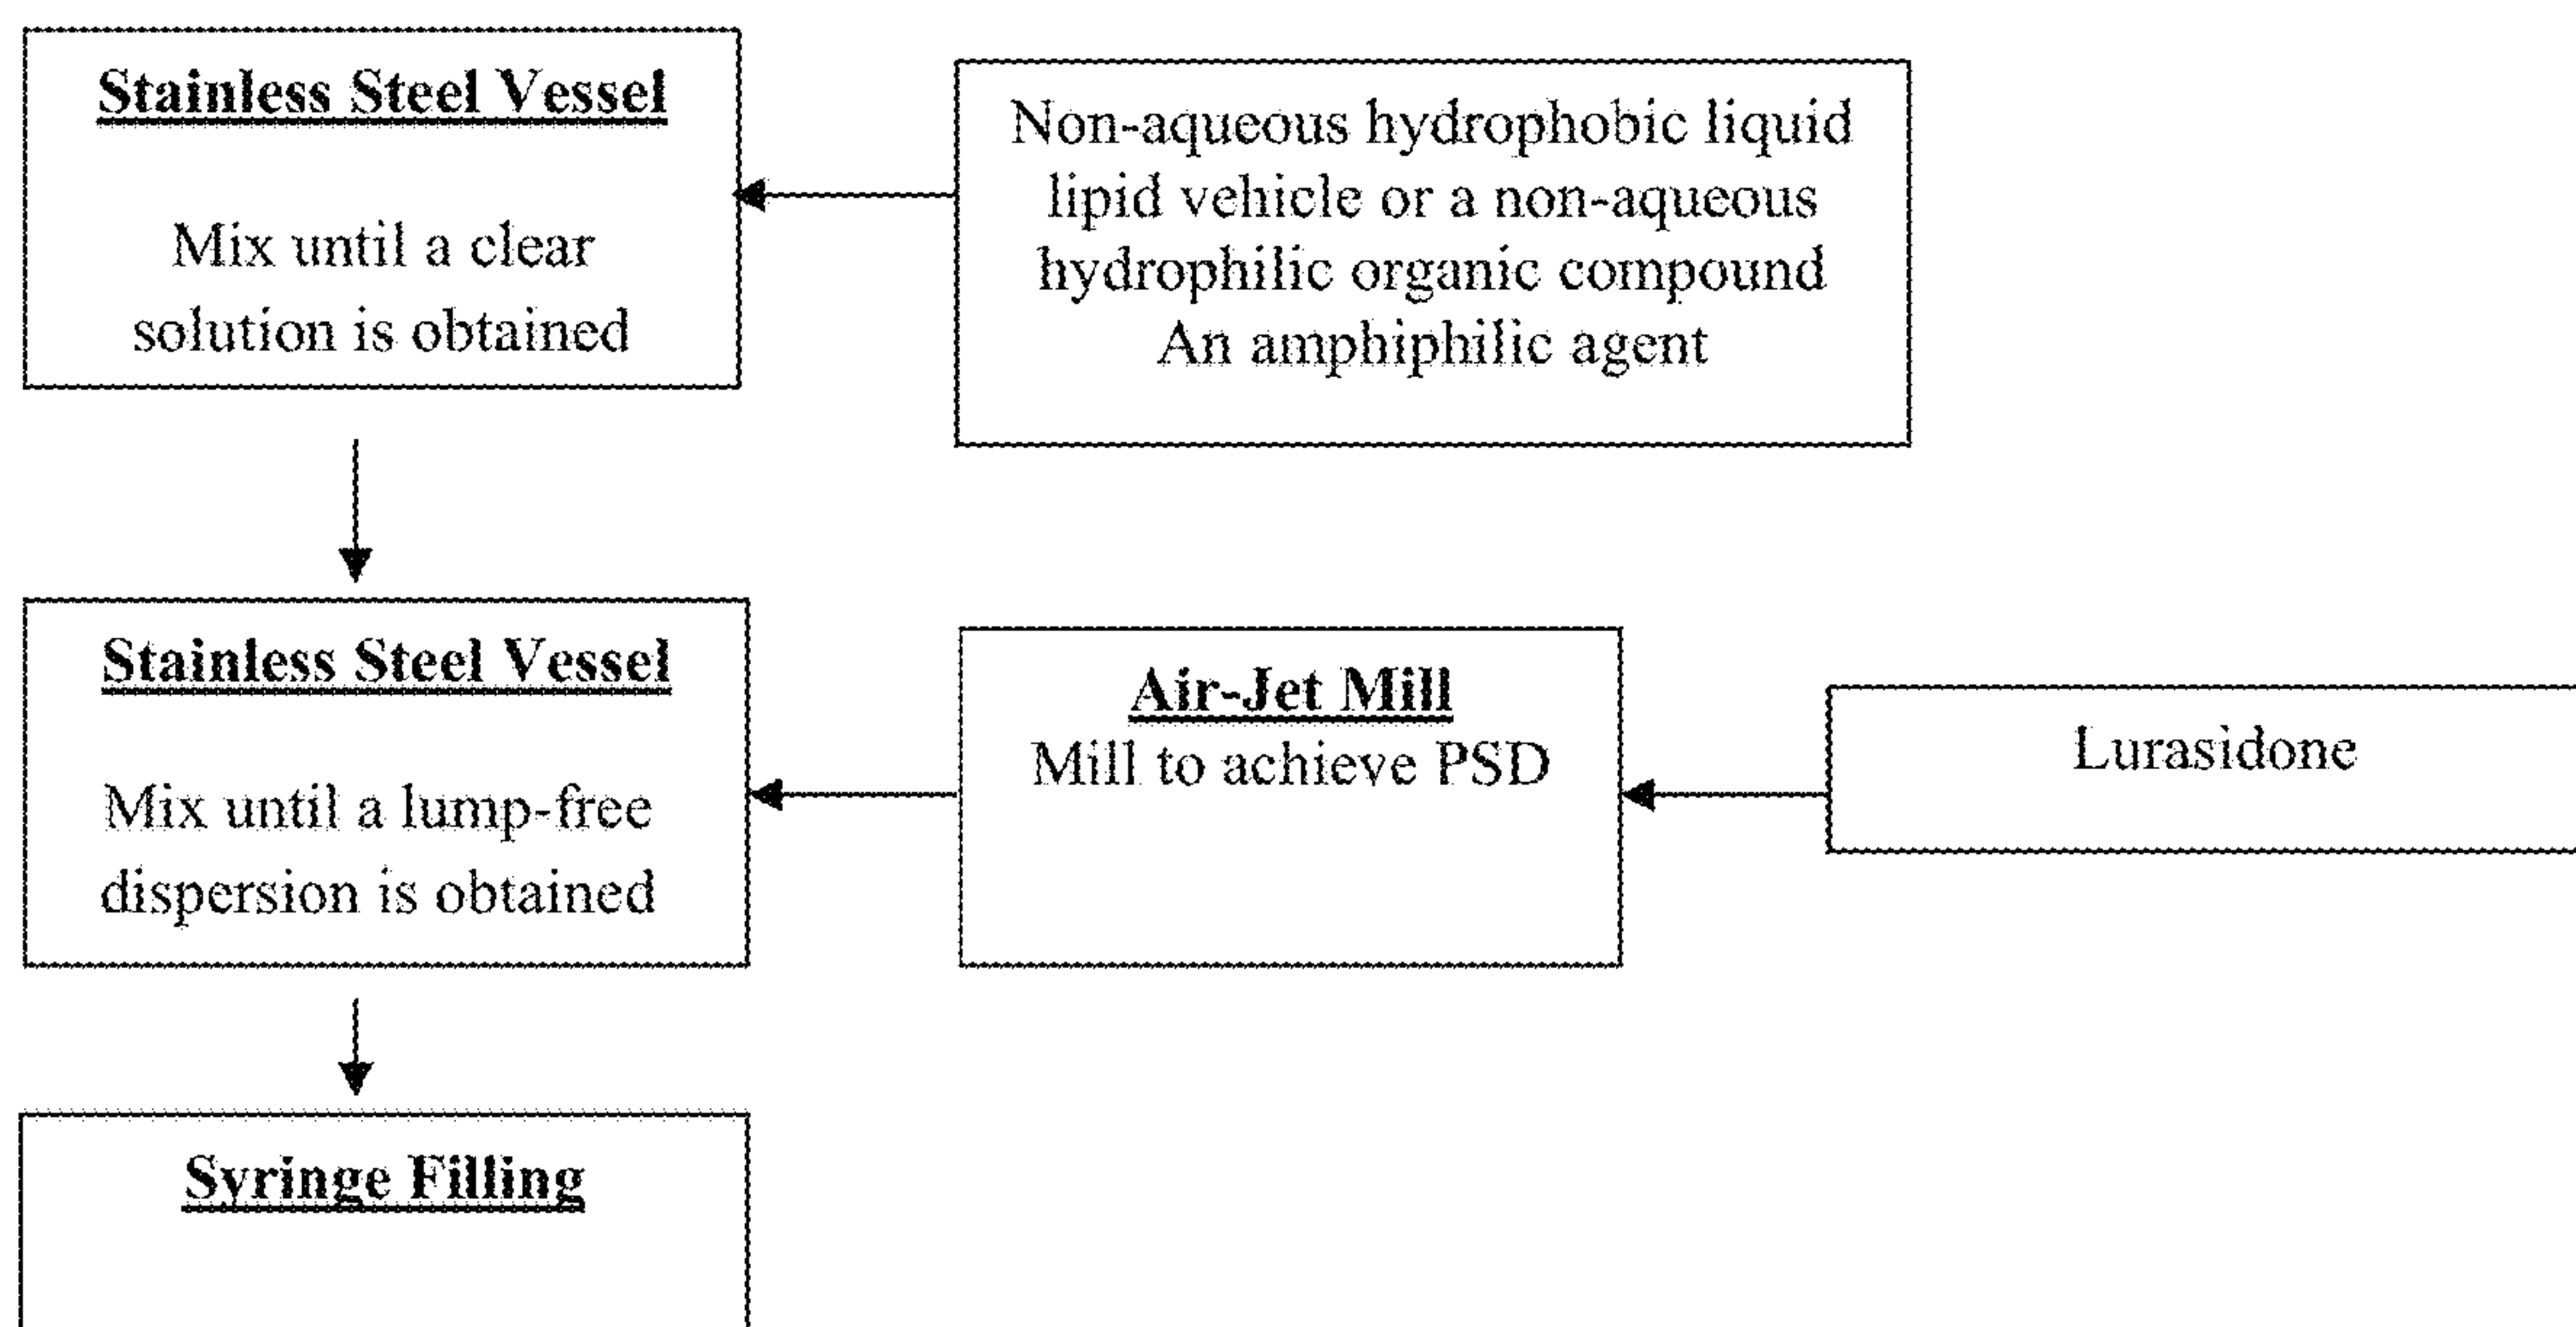 Stainless Steel Vessel
Mix until a clear
solution is obtained
Non-aqueous hydrophobic liquid
lipid vehicle or a non-aqueous
hydrophilic organic compound
An amphiphilic agent
Stainless Steel Vessel
Mix until a lump-free
dispersion is obtained
Air-Jet Mill
Mill to achieve PSD
Lurasidone
Syringe Filling